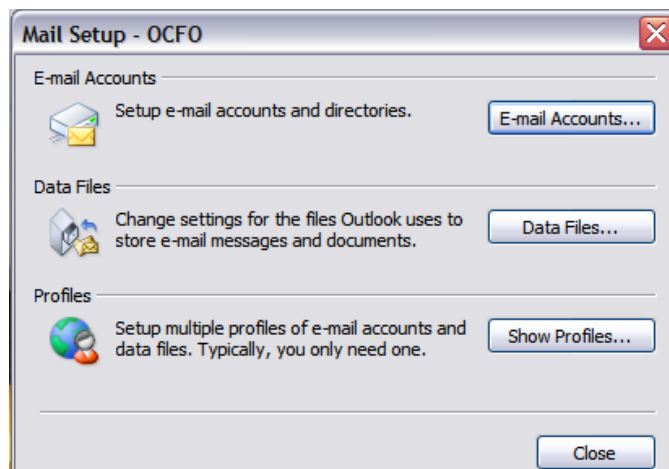 Mail Setup - OCFO
E-mail Accounts
Setup e-mail accounts and directories.
E-mail Accounts...
Data Files
Change settings for the files Outlook uses to
store e-mail messages and documents.
Data Files...
Profiles
Setup multiple profiles of e-mail accounts and
data files. Typically, you only need one.
Show Profiles...
Close